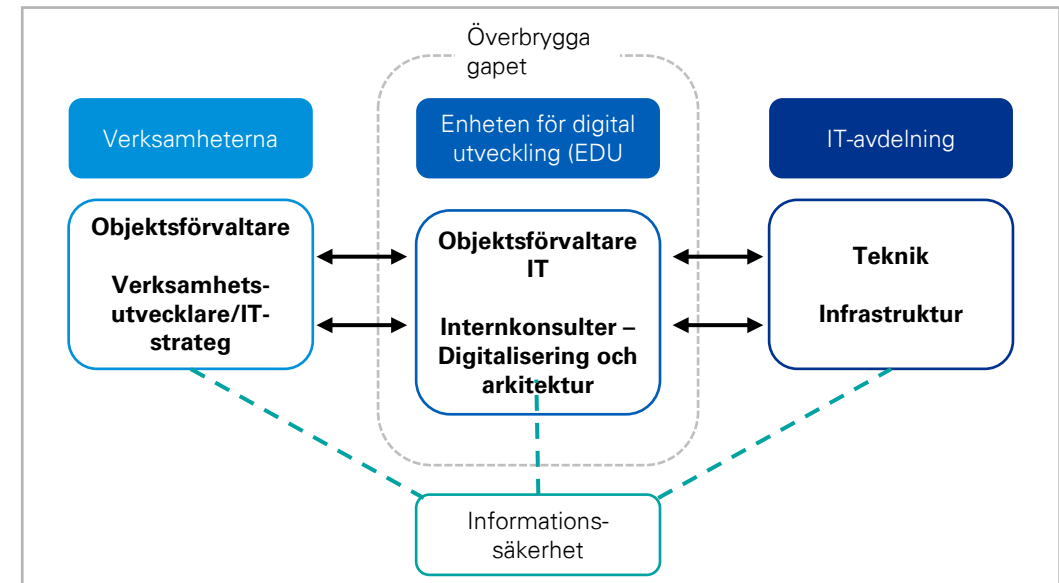 Överbrygga
gapet
Verksamheterna
Enheten för digital
utveckling (EDU
IT-avdelning
Objektsförvaltare
Verksamhets-
utvecklare/IT-
strateg
Objektsförvaltare
IT
Internkonsulter –
Digitalisering och
arkitektur
Teknik
Infrastruktur
Informations-
säkerhet